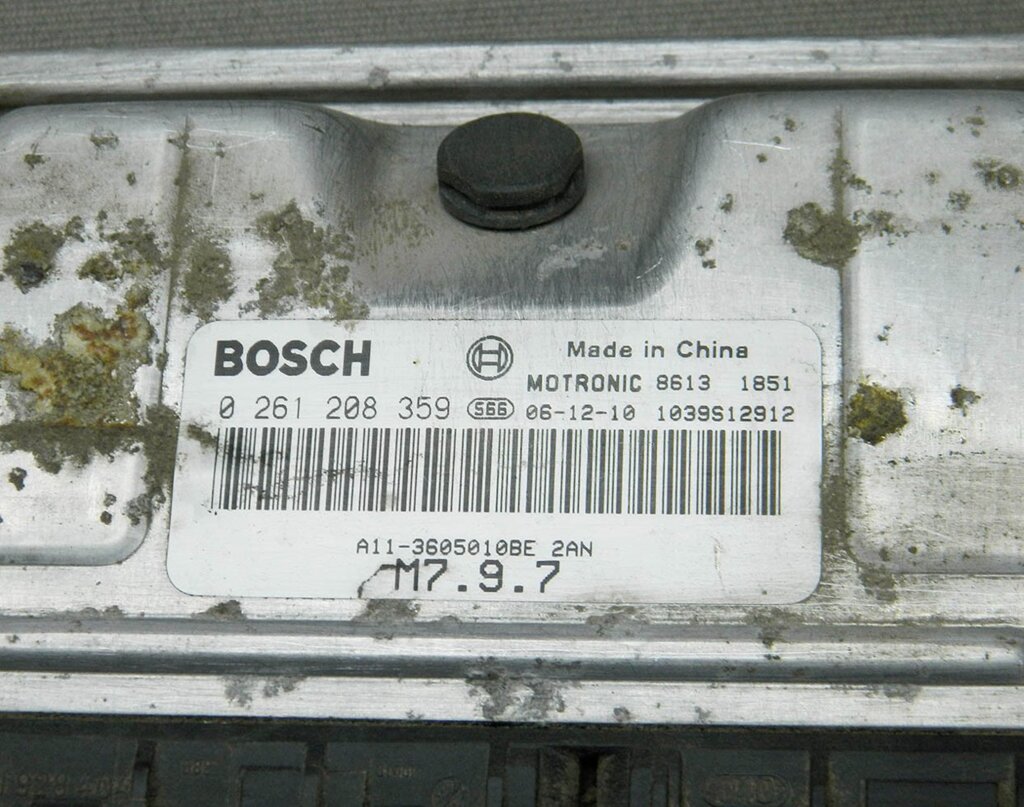 BOSCH
Made in China
MOTRONIC 8613 1851
0 261 208 359 S66 06-12-10 1039S12912
A11-3605010BE 2AN
M7.9.7